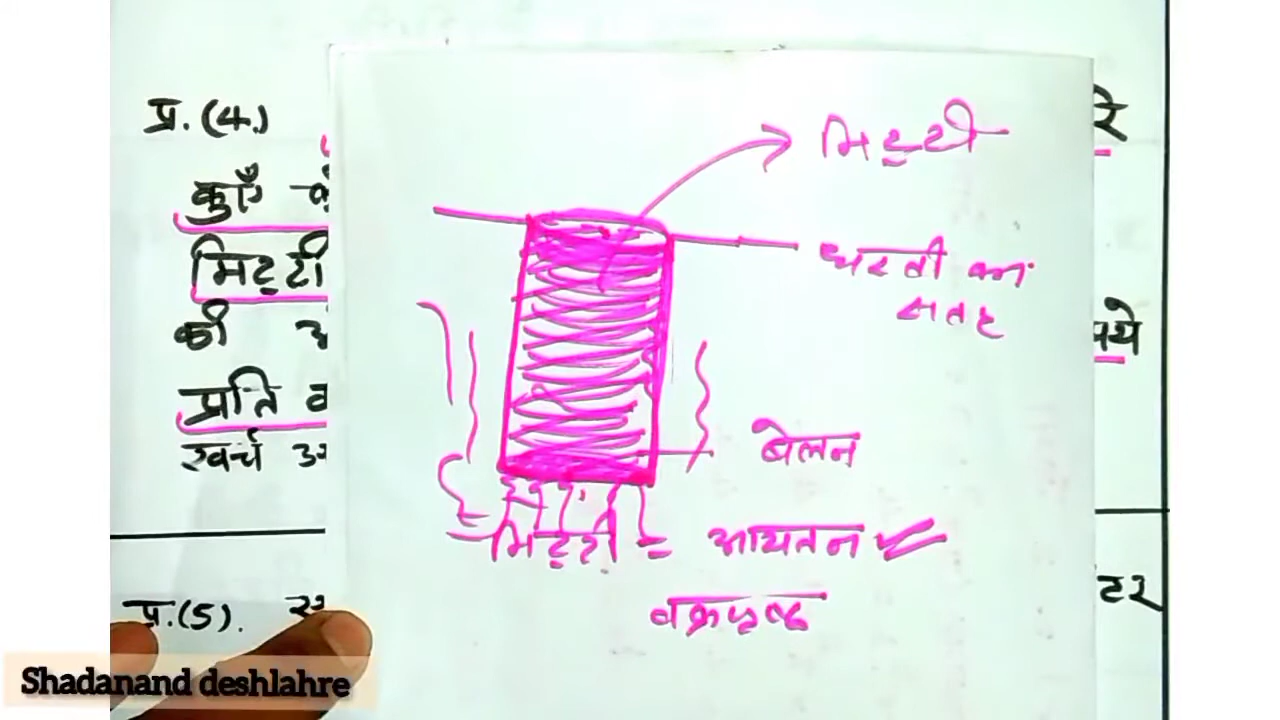 प्र. (4.)
कुएँ
मिट्टी
की
प्रति
खर्च
प्र.(5).
मिट्टी
धरती का
सतह
बेलन
मिट्टी = आयतन
वक्रपृष्ठ
टर
Shadanand deshlahre